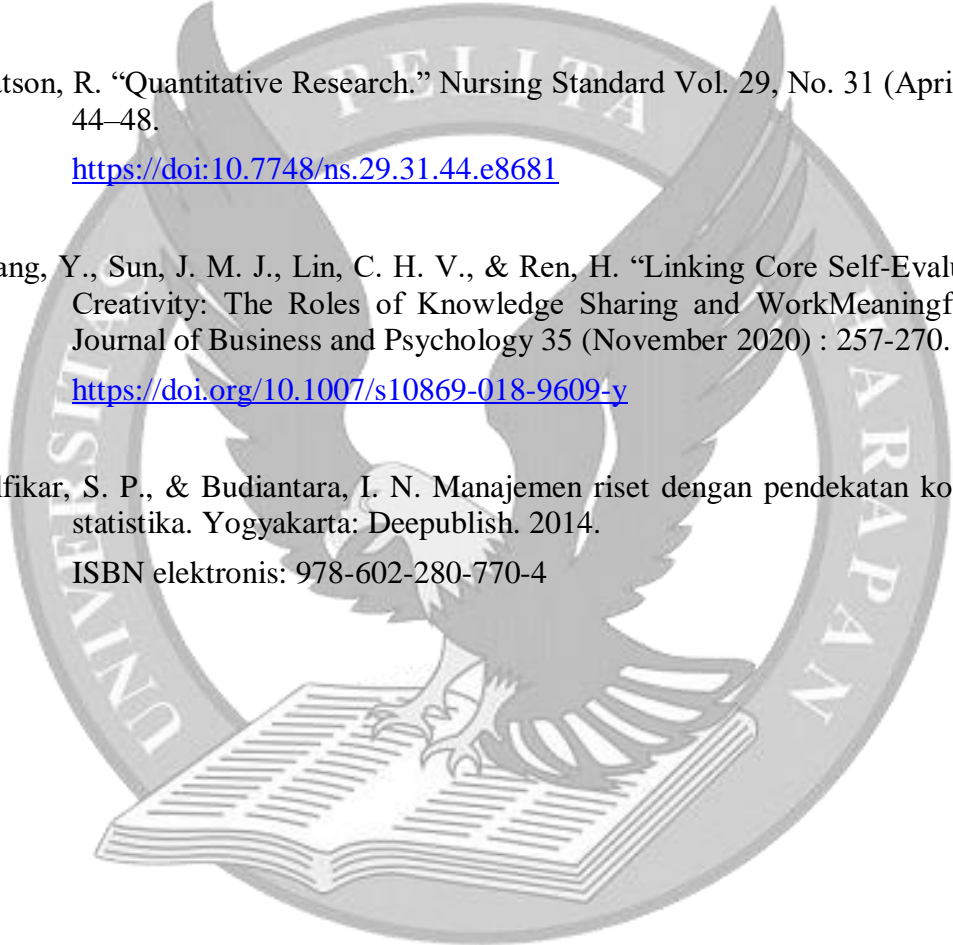 tson, R. “Quantitative Research.” Nursing Standard Vol. 29, No. 31 (Apri
44–48.
https://doi:10.7748/ns.29.31.44.e8681
ang, Y., Sun, J. M. J., Lin, C. H. V., & Ren, H. “Linking Core Self-Evalu
Creativity: The Roles of Knowledge Sharing and WorkMeaningf
Journal of Business and Psychology 35 (November 2020) : 257-270.
https://doi.org/10.1007/s10869-018-9609-y
lfikar, S. P., & Budiantara, I. N. Manajemen riset dengan pendekatan ko
statistika. Yogyakarta: Deepublish. 2014.
ISBN elektronis: 978-602-280-770-4
UNIVERSITAS PELITA HARAPAN